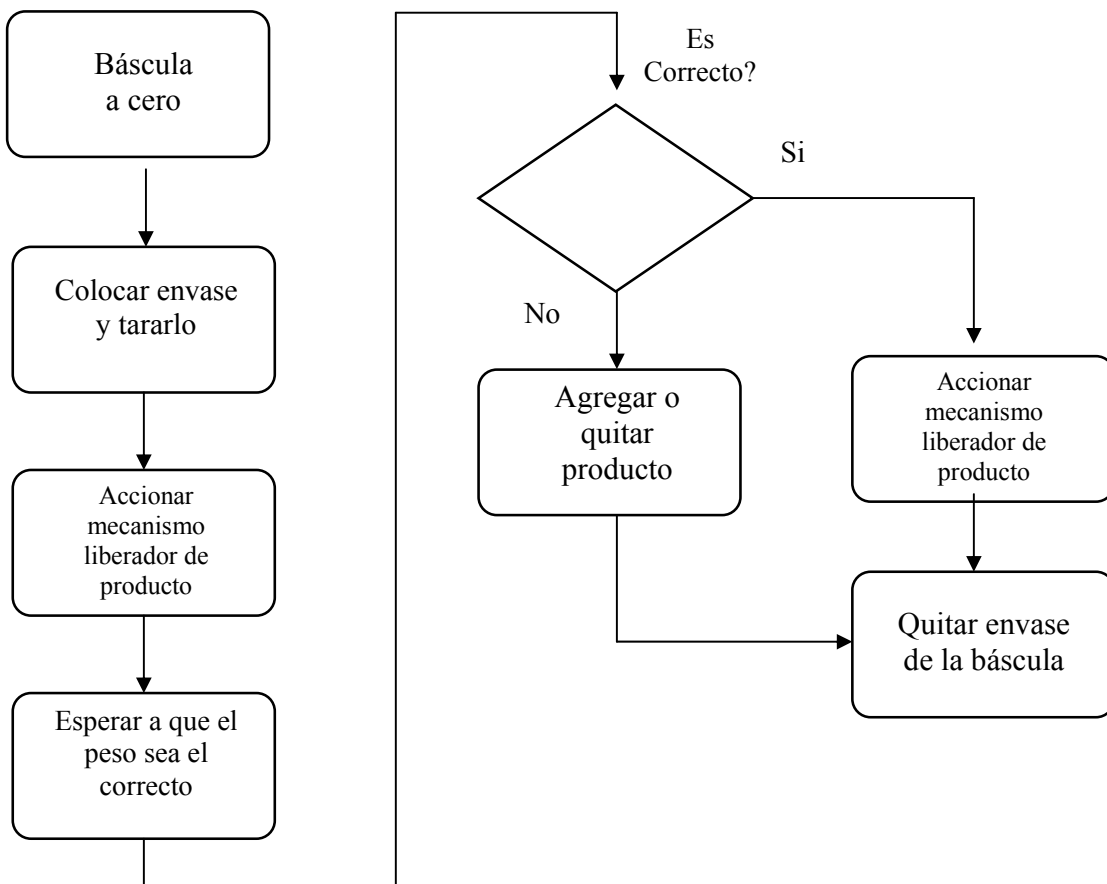 Báscula
a cero
Colocar envase
y tararlo
Accionar
mecanismo
liberador de
producto
Esperar a que el
peso sea el
correcto
Es
Correcto?
Si
No
Agregar o
quitar
producto
Accionar
mecanismo
liberador de
producto
Quitar envase
de la báscula